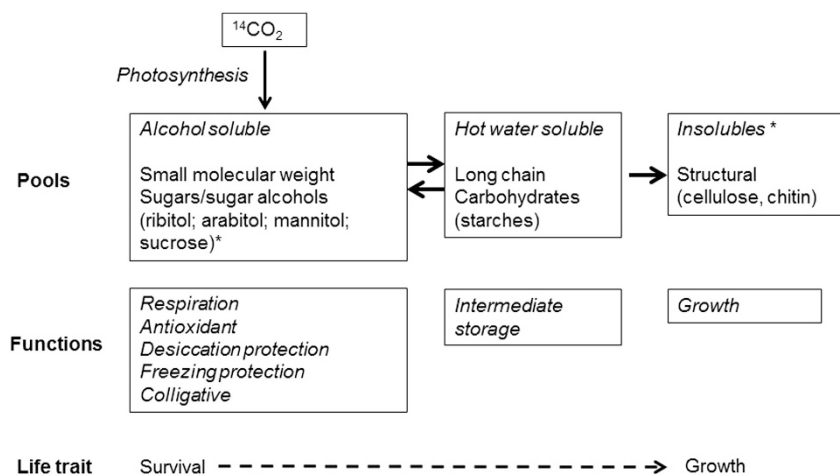 ¹⁴CO₂
Photosynthesis
Pools
Alcohol soluble
Small molecular weight
Sugars/sugar alcohols
(ribitol; arabitol; mannitol;
sucrose)*
Hot water soluble
Long chain
Carbohydrates
(starches)
Insolubles *
Structural
(cellulose, chitin)
Functions
Respiration
Antioxidant
Desiccation protection
Freezing protection
Colligative
Intermediate
storage
Growth
Life trait
Survival
Growth